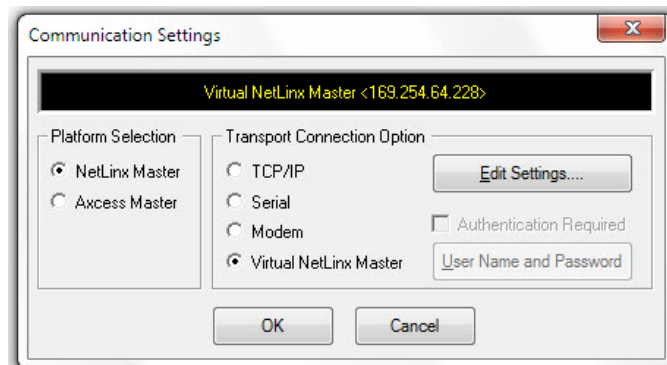 Communication Settings
Virtual NetLinx Master <169.254.64.228>
Platform Selection
NetLinx Master
Axcess Master
Transport Connection Option
TCP/IP
Serial
Modem
Virtual NetLinx Master
Edit Settings....
Authentication Required
User Name and Password
OK
Cancel